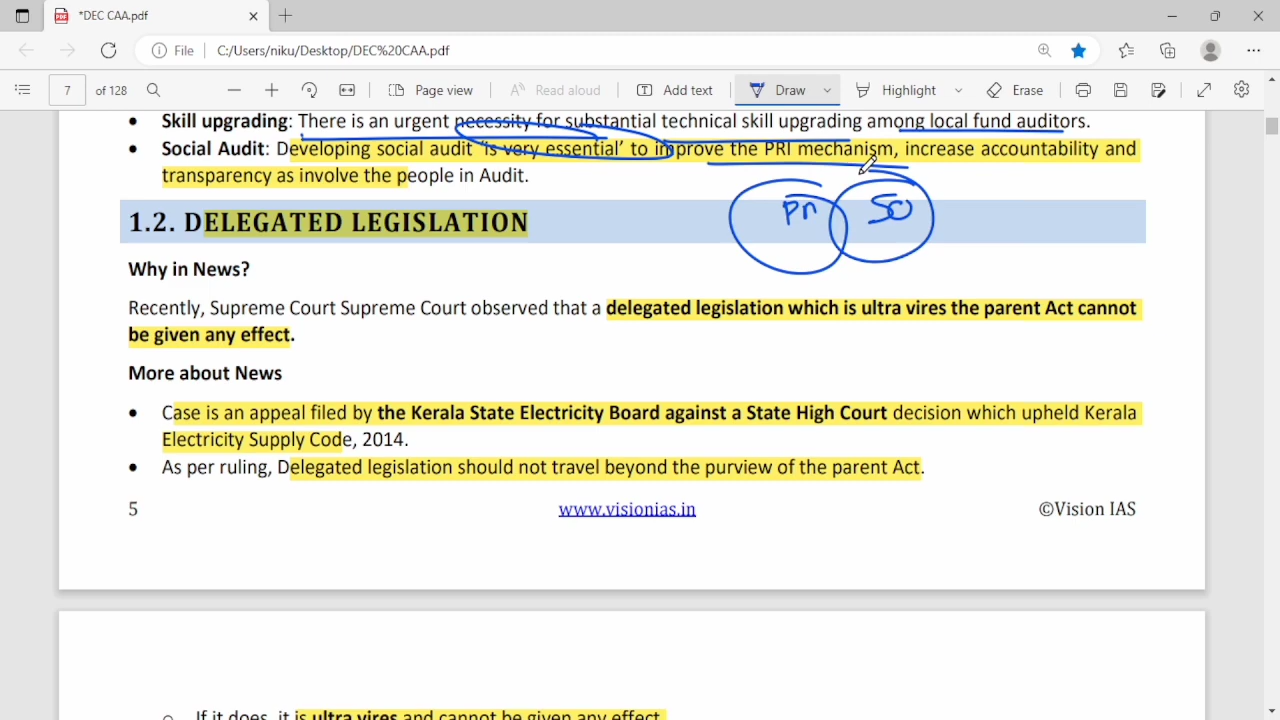 *DEC CAA.pdf
File C:/Users/niku/Desktop/DEC%20CAA.pdf
7 of 128 Page view Read aloud Add text Draw Highlight Erase
• Skill upgrading: There is an urgent necessity for substantial technical skill upgrading among local fund auditors.
• Social Audit: Developing social audit ‘is very essential’ to improve the PRI mechanism, increase accountability and
transparency as involve the people in Audit.
1.2. DELEGATED LEGISLATION
Why in News?
Recently, Supreme Court Supreme Court observed that a delegated legislation which is ultra vires the parent Act cannot
be given any effect.
More about News
• Case is an appeal filed by the Kerala State Electricity Board against a State High Court decision which upheld Kerala
Electricity Supply Code, 2014.
• As per ruling, Delegated legislation should not travel beyond the purview of the parent Act.
5 www.visionias.in ©Vision IAS
o If it does, it is ultra vires and cannot be given any effect.